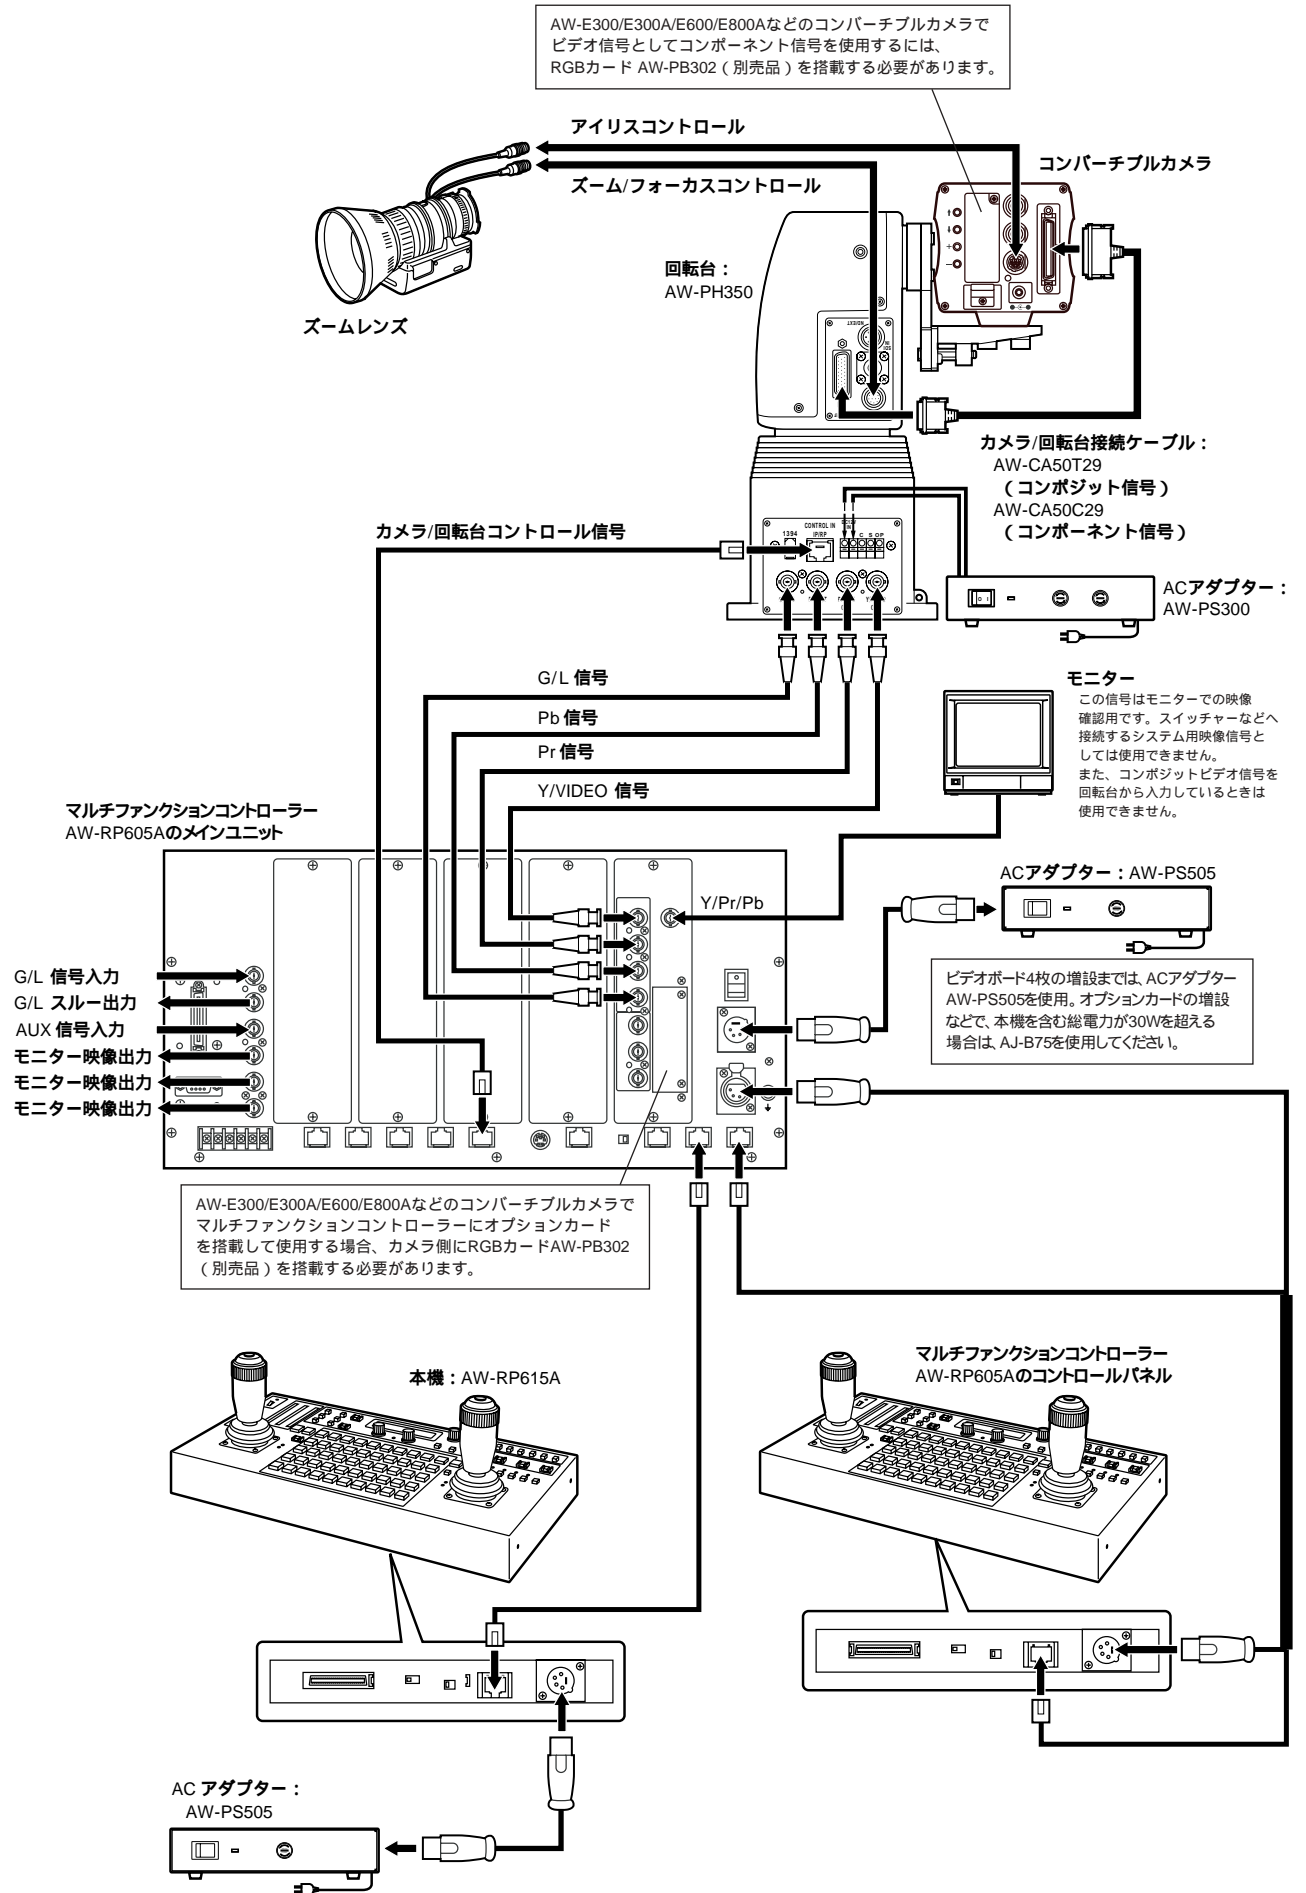 AW-E300/E300A/E600/E800Aなどのコンバーチブルカメラで
ビデオ信号としてコンポーネント信号を使用するには、
RGBカード AW-PB302（別売品）を搭載する必要があります。
アイリスコントロール
コンバーチブルカメラ
ズーム/フォーカスコントロール
回転台：
AW-PH350
ズームレンズ
カメラ/回転台接続ケーブル：
AW-CA50T29
（コンポジット信号）
AW-CA50C29
（コンポーネント信号）
カメラ/回転台コントロール信号
1394
CONTROL IN
IP/RP
DC12V
IN
C S OP
ACアダプター：
AW-PS300
G/L 信号
Pb 信号
Pr 信号
Y/VIDEO 信号
モニター
この信号はモニターでの映像
確認用です。スイッチャーなどへ
接続するシステム用映像信号と
しては使用できません。
また、コンポジットビデオ信号を
回転台から入力しているときは
使用できません。
マルチファンクションコントローラー
AW-RP605Aのメインユニット
ACアダプター：AW-PS505
Y/Pr/Pb
ビデオボード4枚の増設までは、ACアダプター
AW-PS505を使用。オプションカードの増設
などで、本機を含む総電力が30Wを超える
場合は、AJ-B75を使用してください。
G/L 信号入力
G/L スルー出力
AUX 信号入力
モニター映像出力
モニター映像出力
モニター映像出力
AW-E300/E300A/E600/E800Aなどのコンバーチブルカメラで
マルチファンクションコントローラーにオプションカード
を搭載して使用する場合、カメラ側にRGBカードAW-PB302
（別売品）を搭載する必要があります。
本機：AW-RP615A
マルチファンクションコントローラー
AW-RP605Aのコントロールパネル
AC アダプター：
AW-PS505